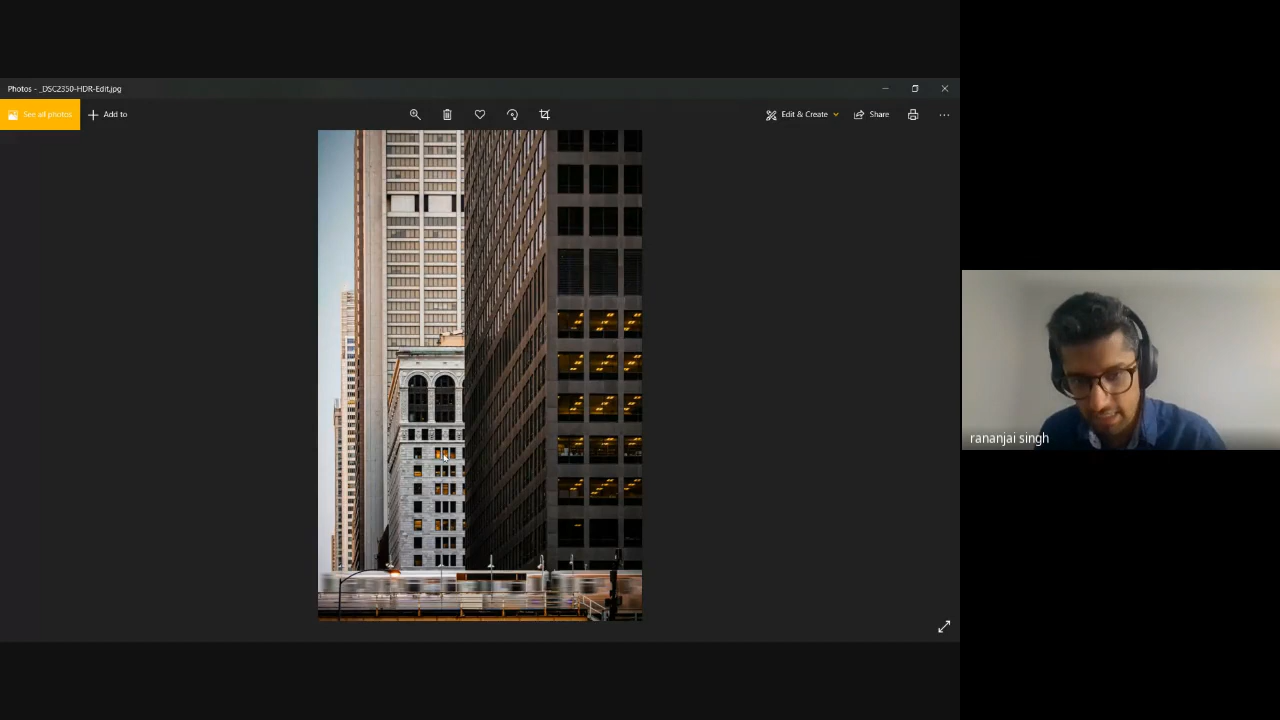 Photos - _DSC2350-HDR-Edit.jpg
See all photos
Add to
Edit & Create
Share
rananjai singh